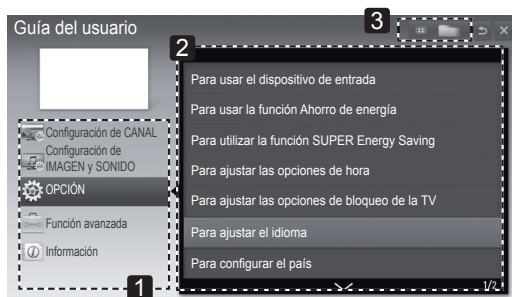 Guía del usuario
3
2
Configuración de CANAL
Configuración de
IMAGEN y SONIDO
OPCIÓN
Función avanzada
Información
1
Para usar el dispositivo de entrada
Para usar la función Ahorro de energía
Para utilizar la función SUPER Energy Saving
Para ajustar las opciones de hora
Para ajustar las opciones de bloqueo de la TV
Para ajustar el idioma
Para configurar el país
1/2